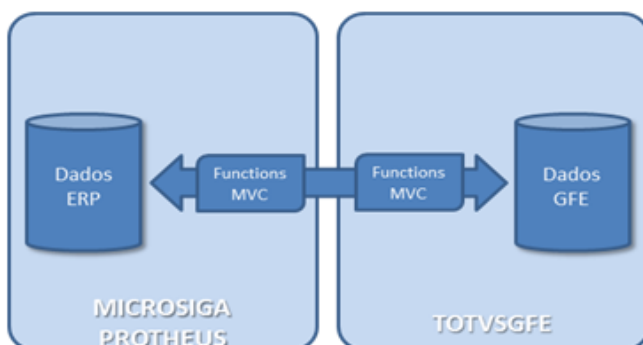 Dados
ERP
Functions
MVC
Functions
MVC
Dados
GFE
MICROSIGA
PROTHEUS
TOTVSGFE